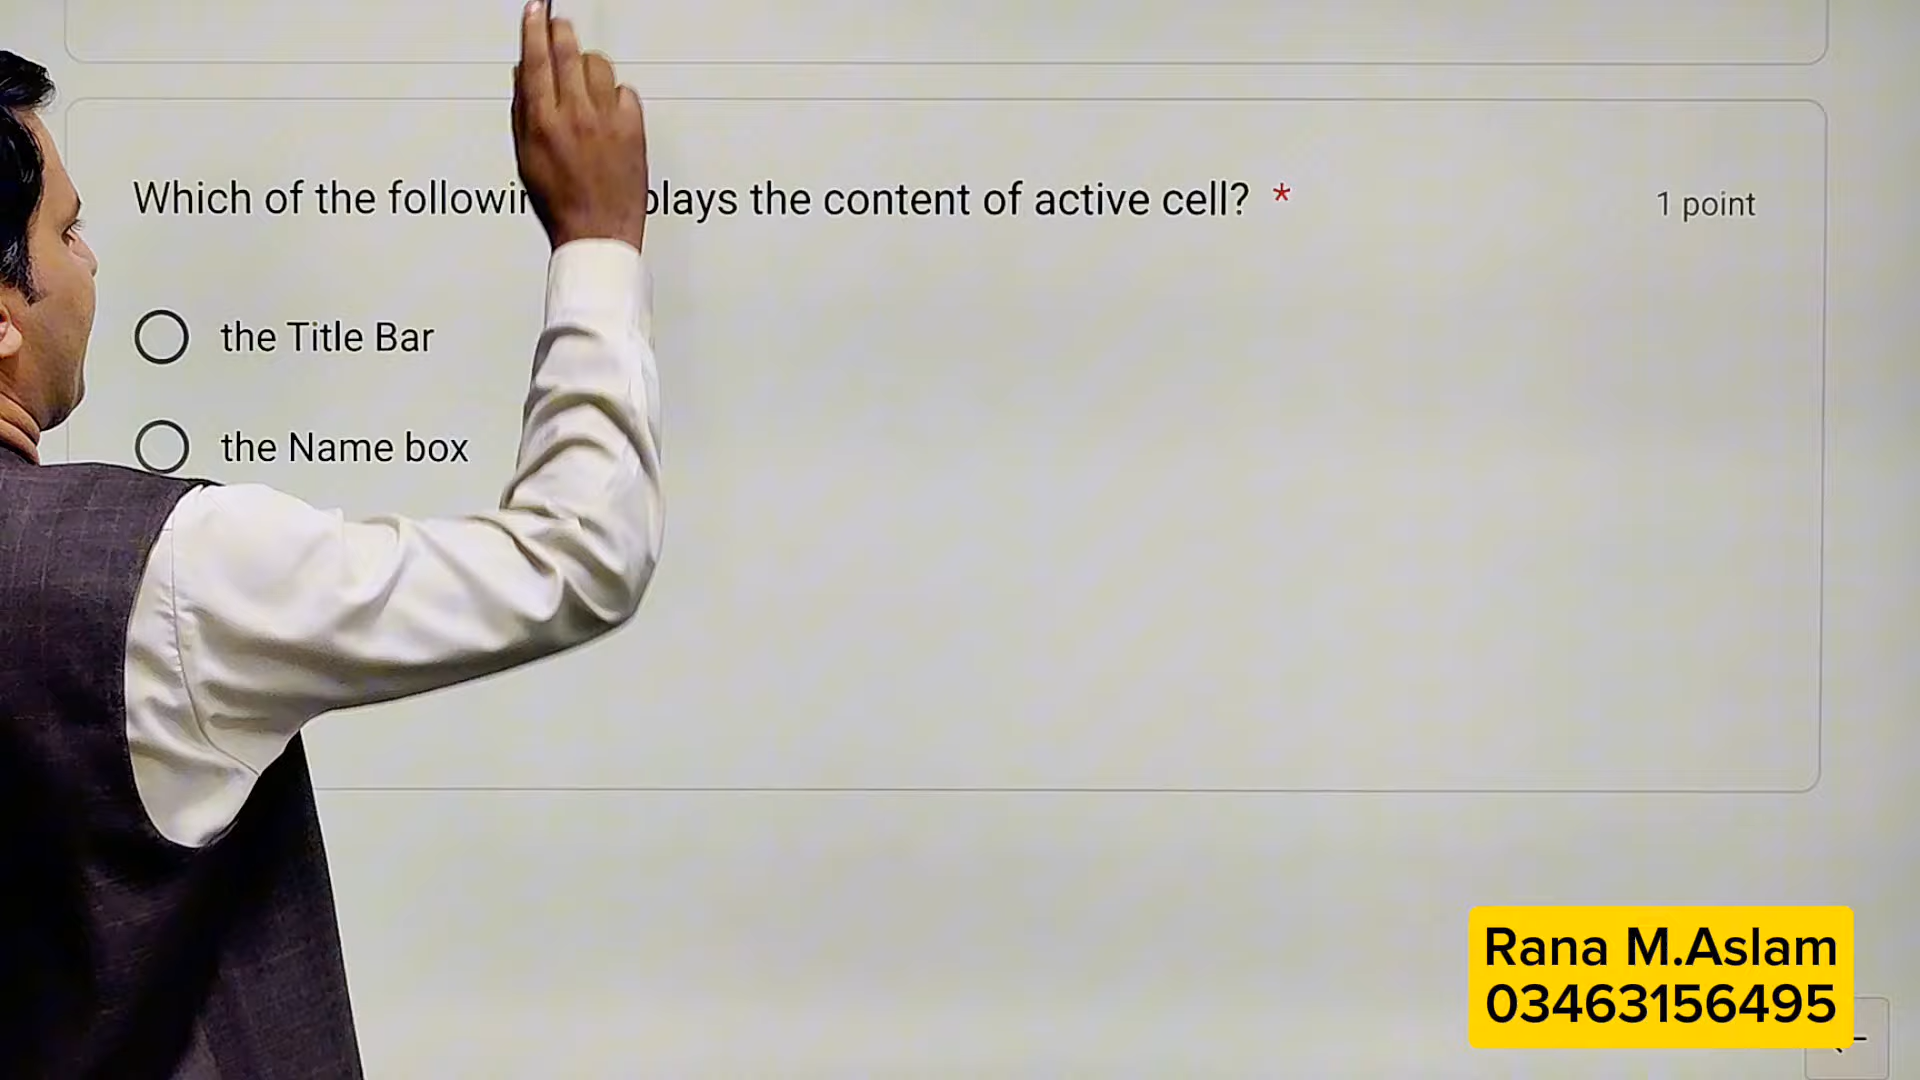 Which of the followin plays the content of active cell? *
1 point
the Title Bar
the Name box
Rana M.Aslam
03463156495